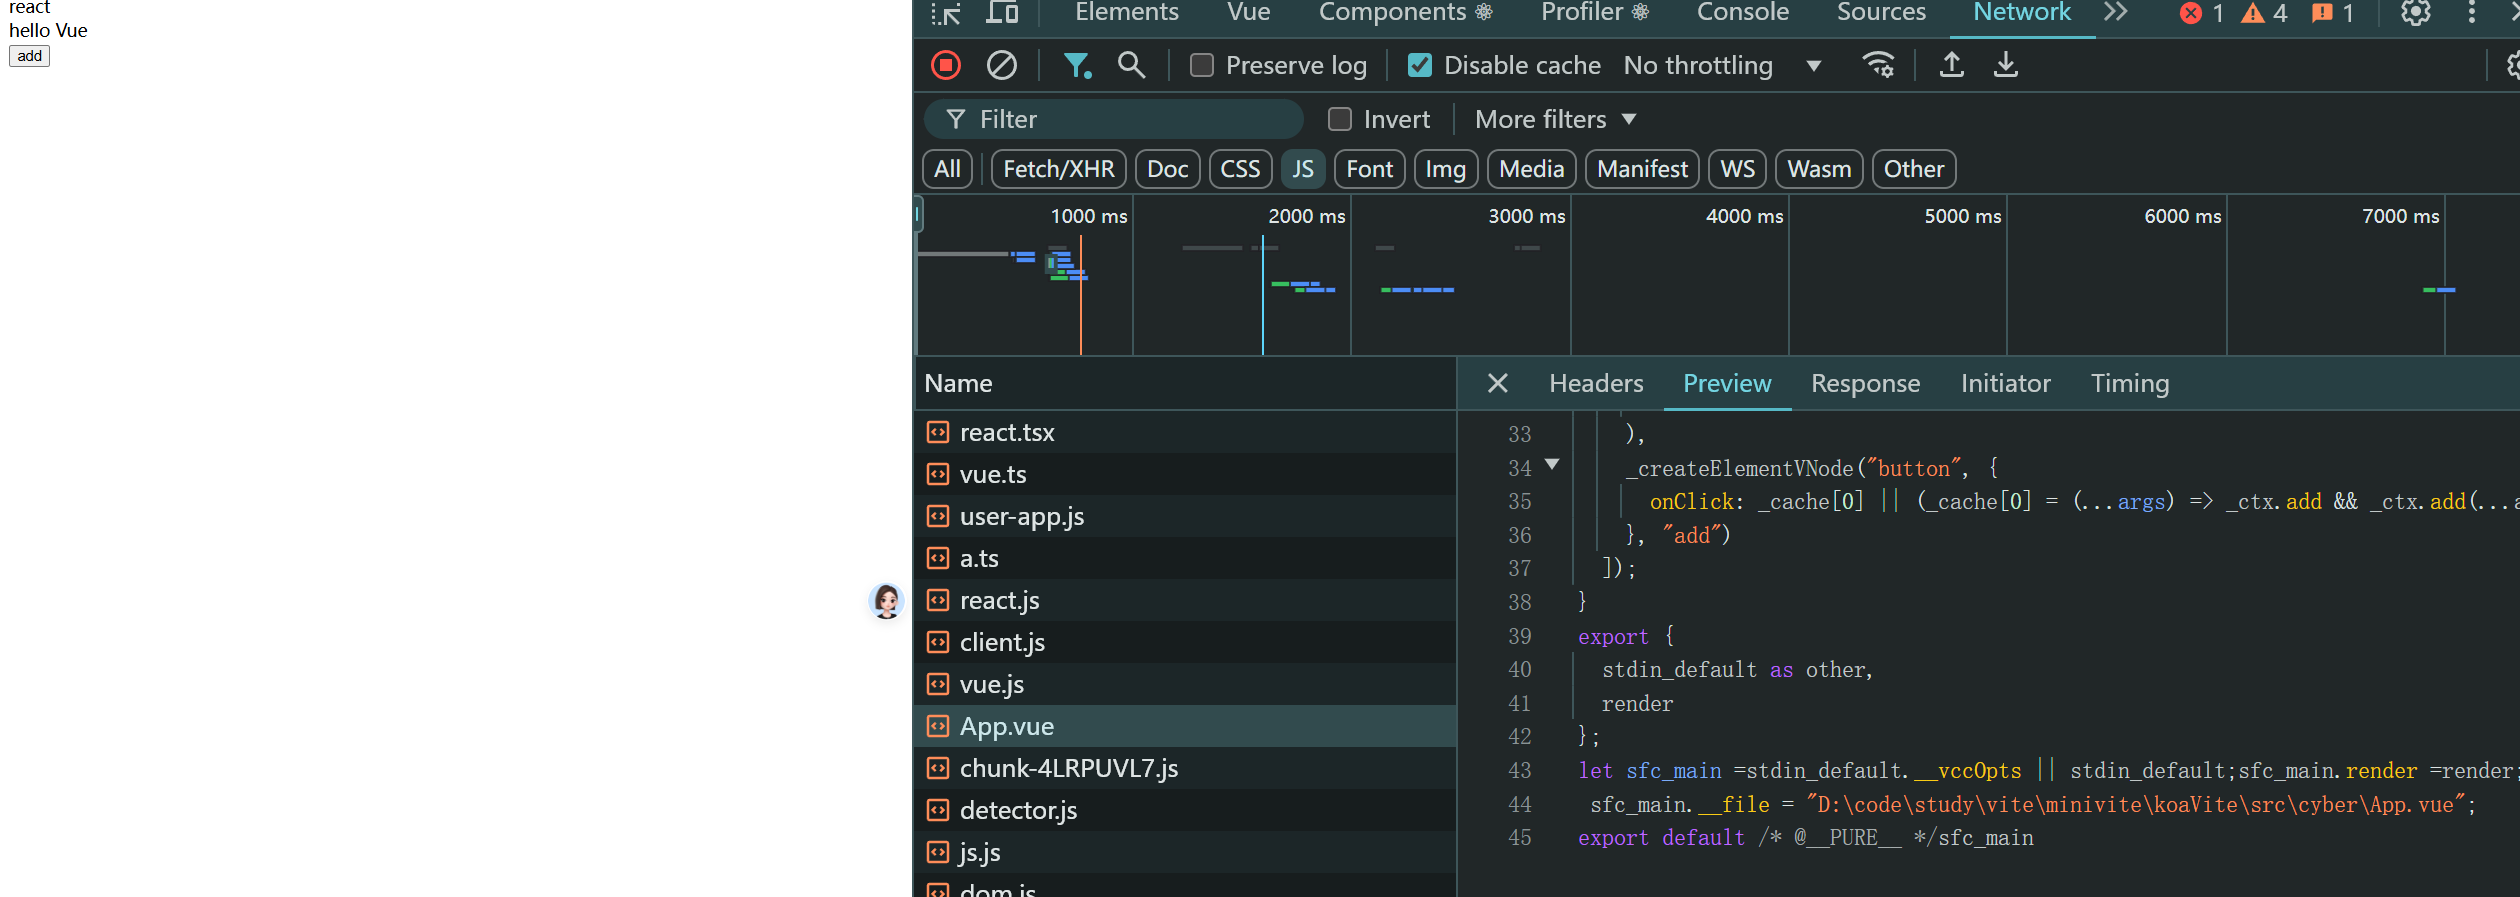 react
hello Vue
add
Elements Vue Components Profiler Console Sources Network 1 4 1
Preserve log Disable cache No throttling
Filter Invert More filters
All Fetch/XHR Doc CSS JS Font Img Media Manifest WS Wasm Other
1000 ms 2000 ms 3000 ms 4000 ms 5000 ms 6000 ms 7000 ms
Name
react.tsx
vue.ts
user-app.js
a.ts
react.js
client.js
vue.js
App.vue
chunk-4LRPUVL7.js
detector.js
js.js
dom.js
Headers Preview Response Initiator Timing
33 ),
34 _createElementVNode("button", {
35 onClick: _cache[0] || (_cache[0] = (...args) => _ctx.add && _ctx.add(...a
36 }, "add")
37 ]);
38 }
39 export {
40 stdin_default as other,
41 render
42 };
43 let sfc_main =stdin_default.__vccOpts || stdin_default;sfc_main.render =render;
44 sfc_main.__file = "D:\code\study\vite\minivite\koaVite\src\cyber\App.vue";
45 export default /* @__PURE__ */sfc_main